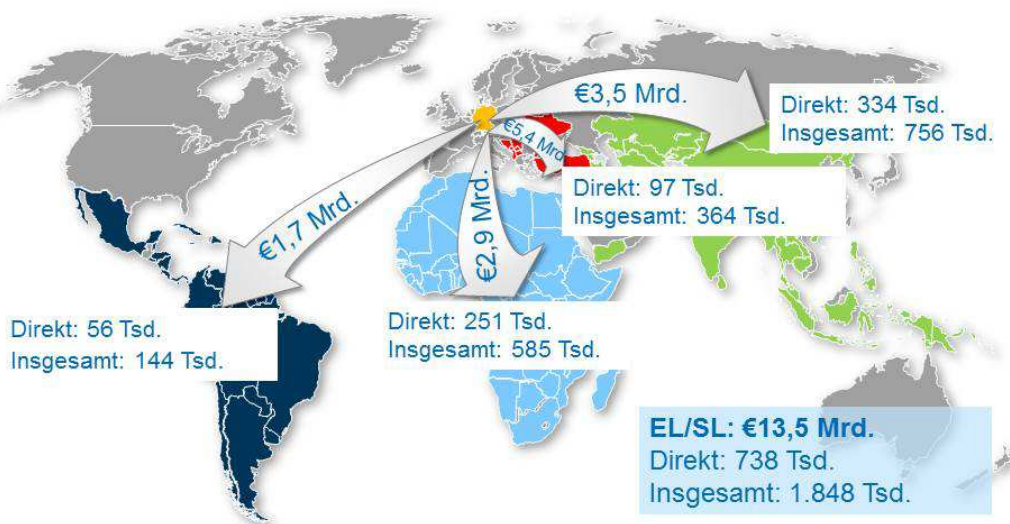 €3,5 Mrd.
Direkt: 334 Tsd.
Insgesamt: 756 Tsd.
€5,4 Mrd
Direkt: 97 Tsd.
Insgesamt: 364 Tsd.
€1,7 Mrd.
€2,9 Mrd.
Direkt: 56 Tsd.
Insgesamt: 144 Tsd.
Direkt: 251 Tsd.
Insgesamt: 585 Tsd.
EL/SL: €13,5 Mrd.
Direkt: 738 Tsd.
Insgesamt: 1.848 Tsd.